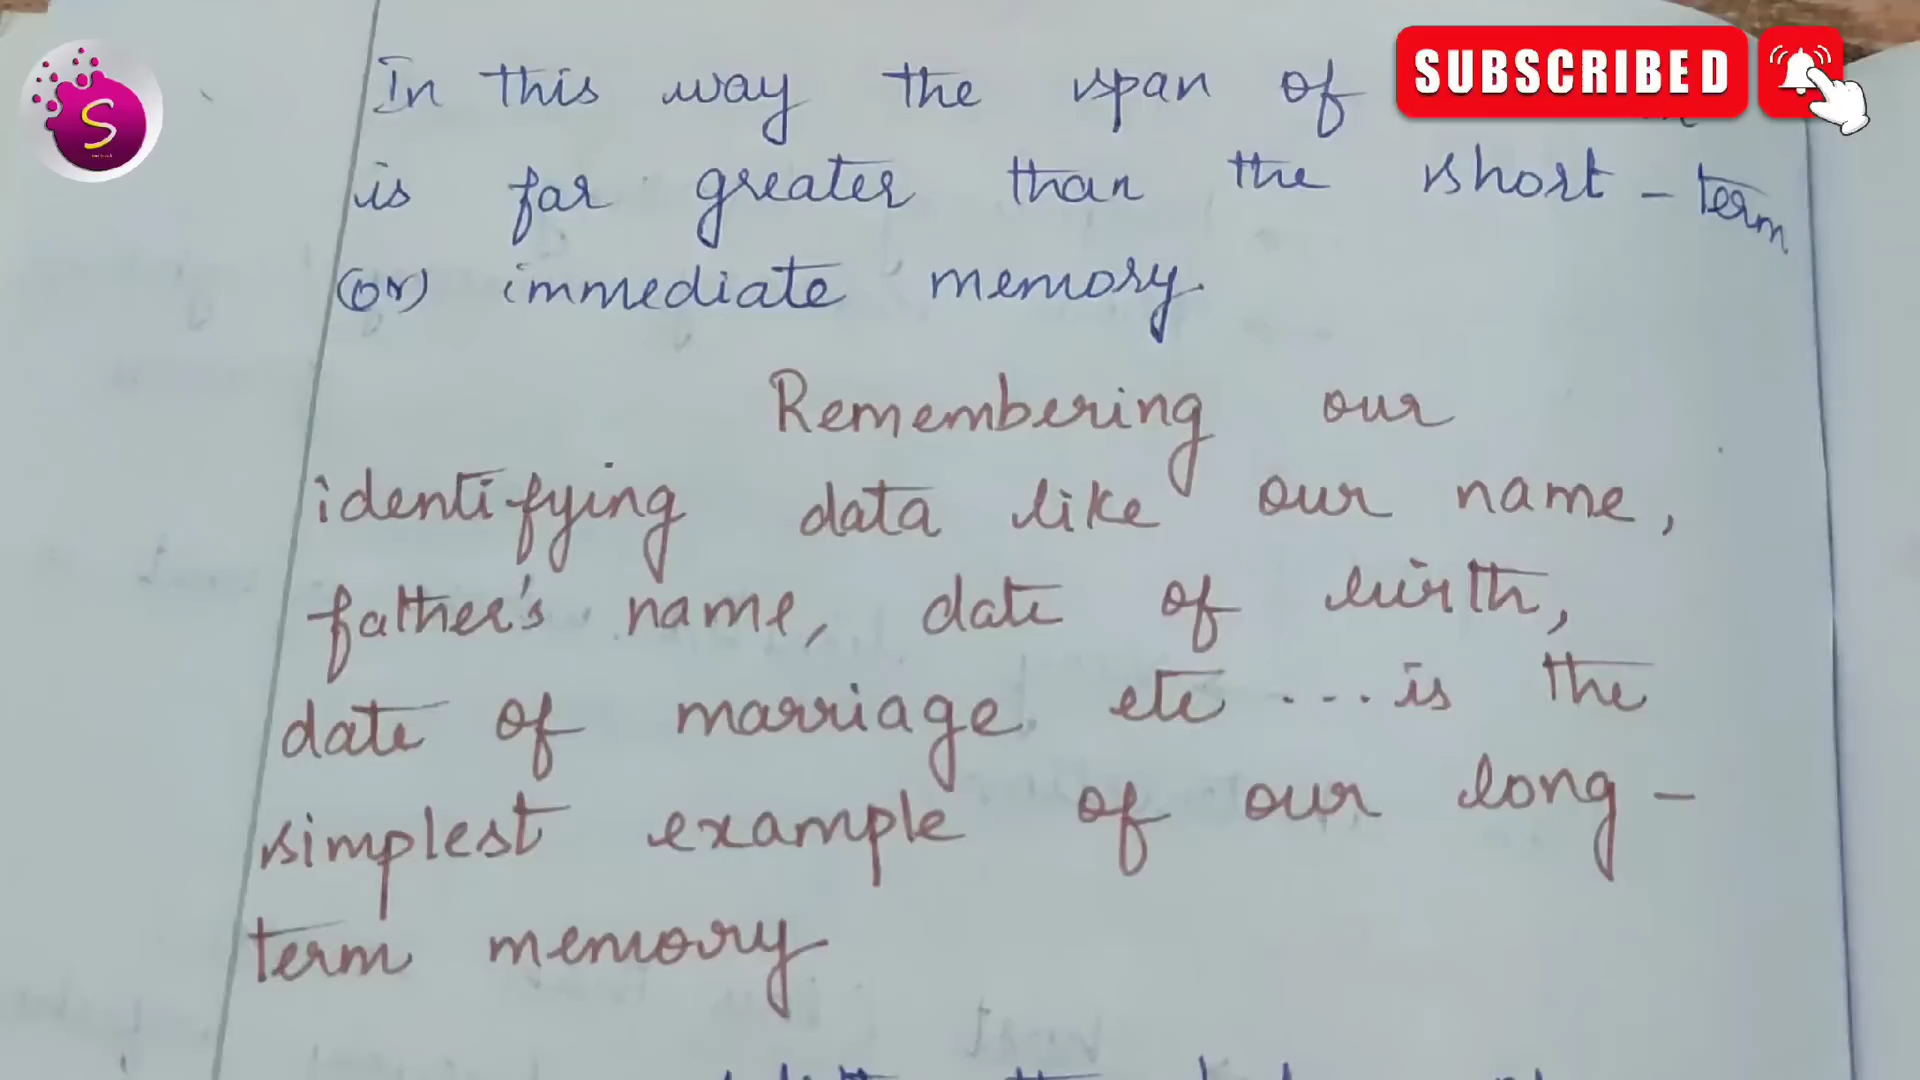 SUBSCRIBED
S
In this way the span of
is far greater than the short - term
(or) immediate memory.
Remembering our
identifying data like our name,
father's name, date of birth,
date of marriage etc ... is the
simplest example of our long -
term memory